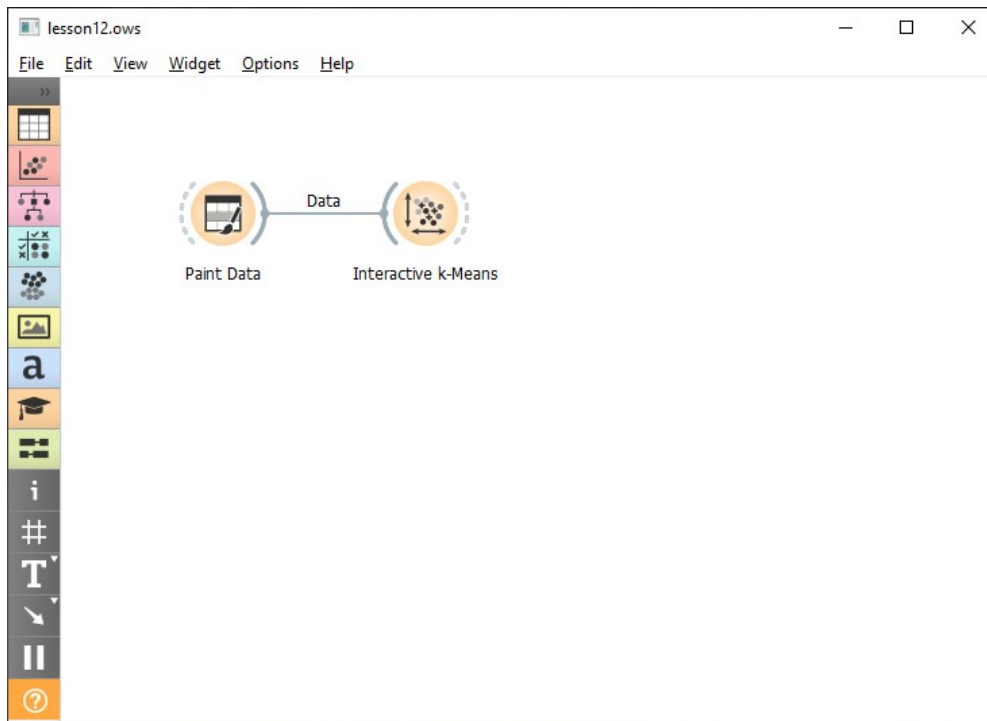 lesson12.ows
File Edit View Widget Options Help
Data
Paint Data Interactive k-Means
a
i
#
T
?